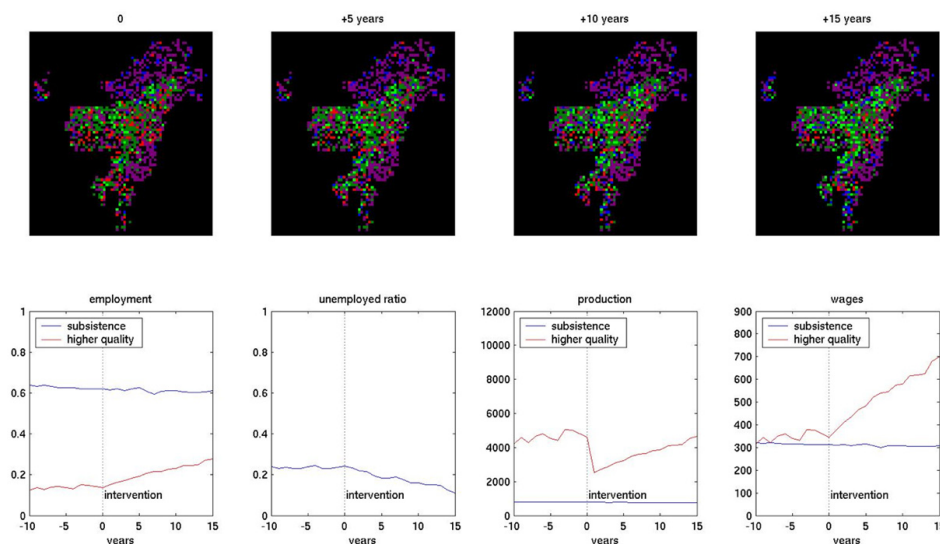 0 +5 years +10 years +15 years
employment unemployed ratio production wages
1 1 12000 900
subsistence subsistence subsistence
higher quality higher quality higher quality
800
0.8 0.8 10000 700
0.6 0.6 8000 600
6000 500
0.4 0.4 400
4000 300
0.2 0.2 2000 200
intervention intervention intervention intervention
100
0 0 0 0
-10 -5 0 5 10 15 -10 -5 0 5 10 15 -10 -5 0 5 10 15 -10 -5 0 5 10 15
years years years years